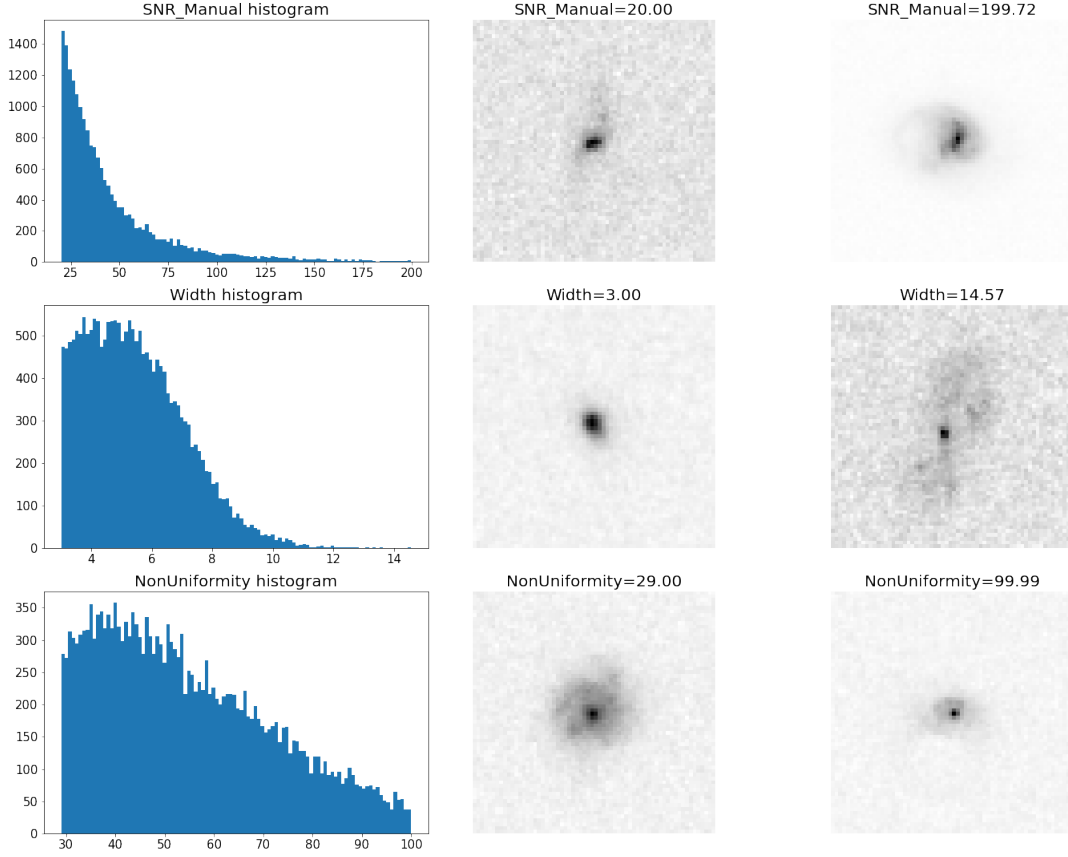 SNR_Manual histogram
SNR_Manual=20.00
SNR_Manual=199.72
1400
1200
1000
800
600
400
200
0
25 50 75 100 125 150 175 200
Width histogram
Width=3.00
Width=14.57
500
400
300
200
100
0
4 6 8 10 12 14
NonUniformity histogram
NonUniformity=29.00
NonUniformity=99.99
350
300
250
200
150
100
50
0
30 40 50 60 70 80 90 100